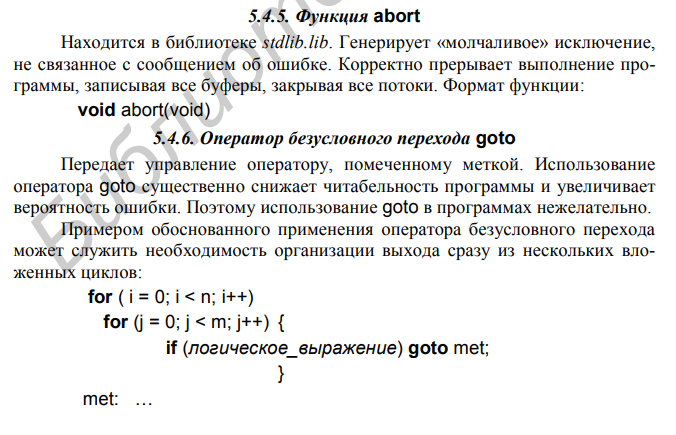 5.4.5. Функция abort
Находится в библиотеке stdlib.lib. Генерирует «молчаливое» исключение,
не связанное с сообщением об ошибке. Корректно прерывает выполнение про-
граммы, записывая все буферы, закрывая все потоки. Формат функции:
void abort(void)
5.4.6. Оператор безусловного перехода goto
Передает управление оператору, помеченному меткой. Использование
оператора goto существенно снижает читабельность программы и увеличивает
вероятность ошибки. Поэтому использование goto в программах нежелательно.
Примером обоснованного применения оператора безусловного перехода
может служить необходимость организации выхода сразу из нескольких вло-
женных циклов:
for ( i = 0; i < n; i++)
for (j = 0; j < m; j++) {
if (логическое_выражение) goto met;
}
met: …